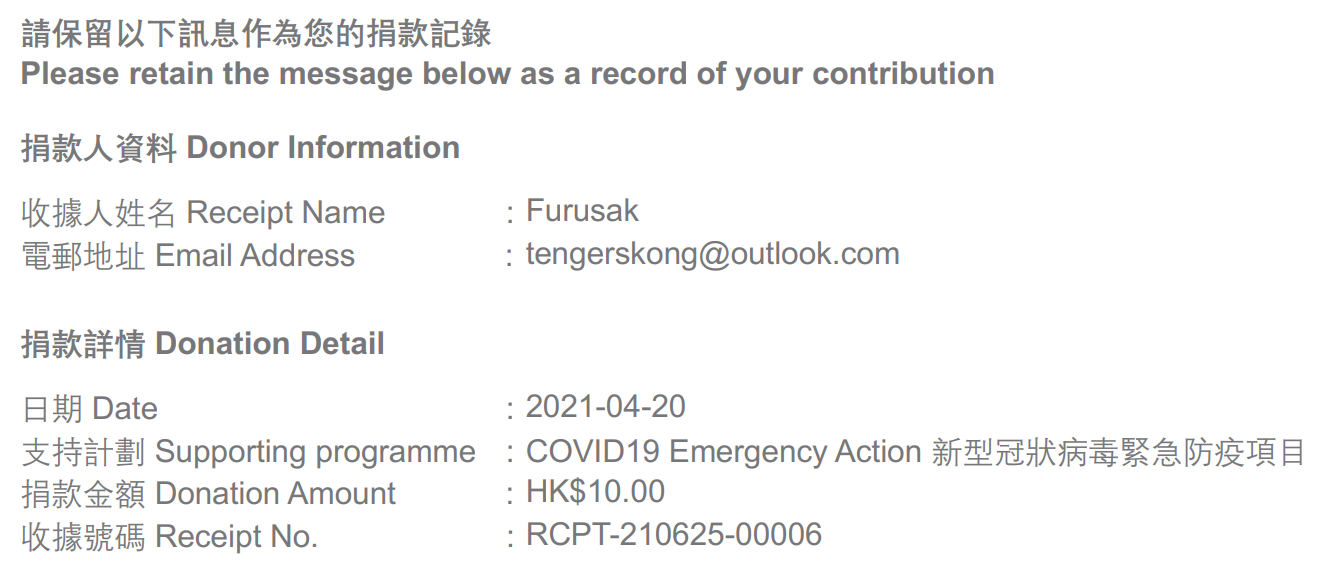 請保留以下訊息作為您的捐款記錄
Please retain the message below as a record of your contribution
捐款人資料 Donor Information
收據人姓名 Receipt Name : Furusak
電郵地址 Email Address : tengerskong@outlook.com
捐款詳情 Donation Detail
日期 Date : 2021-04-20
支持計劃 Supporting programme : COVID19 Emergency Action 新型冠狀病毒緊急防疫項目
捐款金額 Donation Amount : HK$10.00
收據號碼 Receipt No. : RCPT-210625-00006